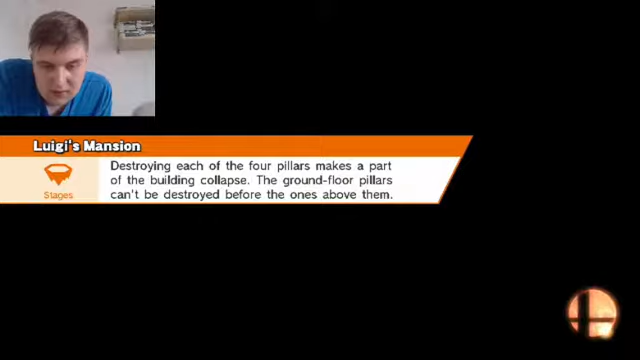 Luigi's Mansion
Stages
Destroying each of the four pillars makes a part
of the building collapse. The ground-floor pillars
can't be destroyed before the ones above them.